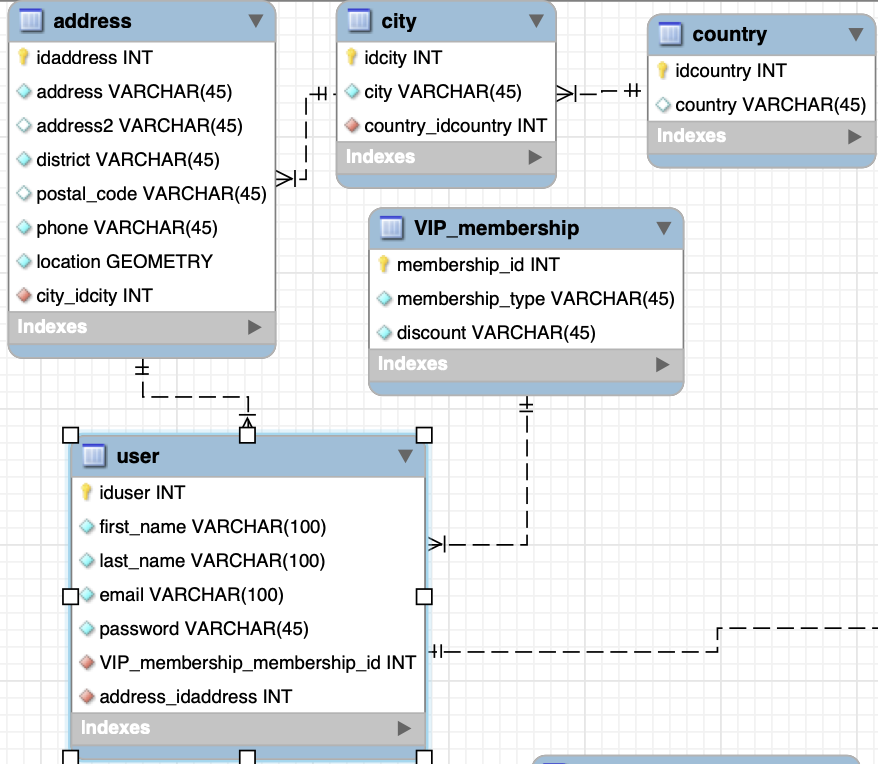 address
idaddress INT
address VARCHAR(45)
address2 VARCHAR(45)
district VARCHAR(45)
postal_code VARCHAR(45)
phone VARCHAR(45)
location GEOMETRY
city_idcity INT
Indexes
city
idcity INT
city VARCHAR(45)
country_idcountry INT
Indexes
country
idcountry INT
country VARCHAR(45)
Indexes
VIP_membership
membership_id INT
membership_type VARCHAR(45)
discount VARCHAR(45)
Indexes
user
iduser INT
first_name VARCHAR(100)
last_name VARCHAR(100)
email VARCHAR(100)
password VARCHAR(45)
VIP_membership_membership_id INT
address_idaddress INT
Indexes